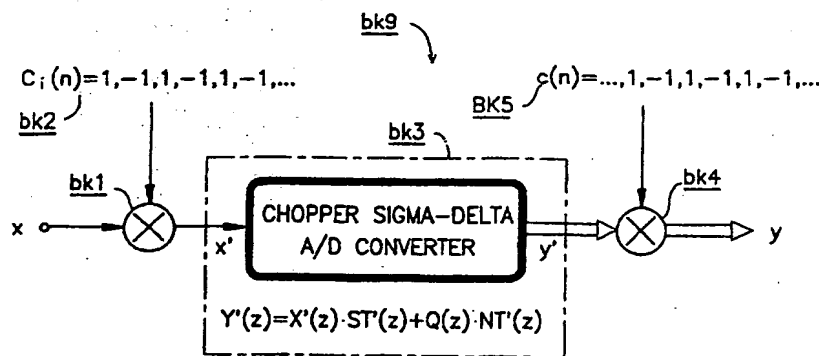 bk9
Cᵢ(n)=1,-1,1,-1,1,-1,...
c(n)=...,1,-1,1,-1,1,-1,...
bk2
BK5
bk3
bk1
bk4
CHOPPER SIGMA-DELTA
A/D CONVERTER
x
x'
y'
y
Y'(z)=X'(z)·ST'(z)+Q(z)·NT'(z)